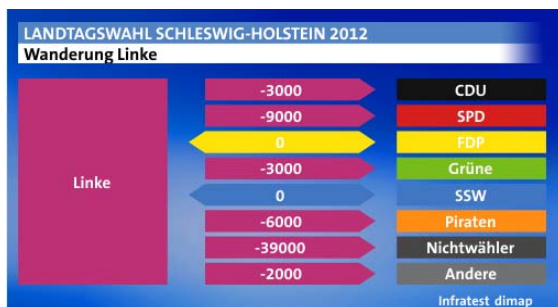 LANDTAGSWAHL SCHLESWIG-HOLSTEIN 2012
Wanderung Linke
Linke
-3000 CDU
-9000 SPD
0 FDP
-3000 Grüne
0 SSW
-6000 Piraten
-39000 Nichtwähler
-2000 Andere
Infratest dimap